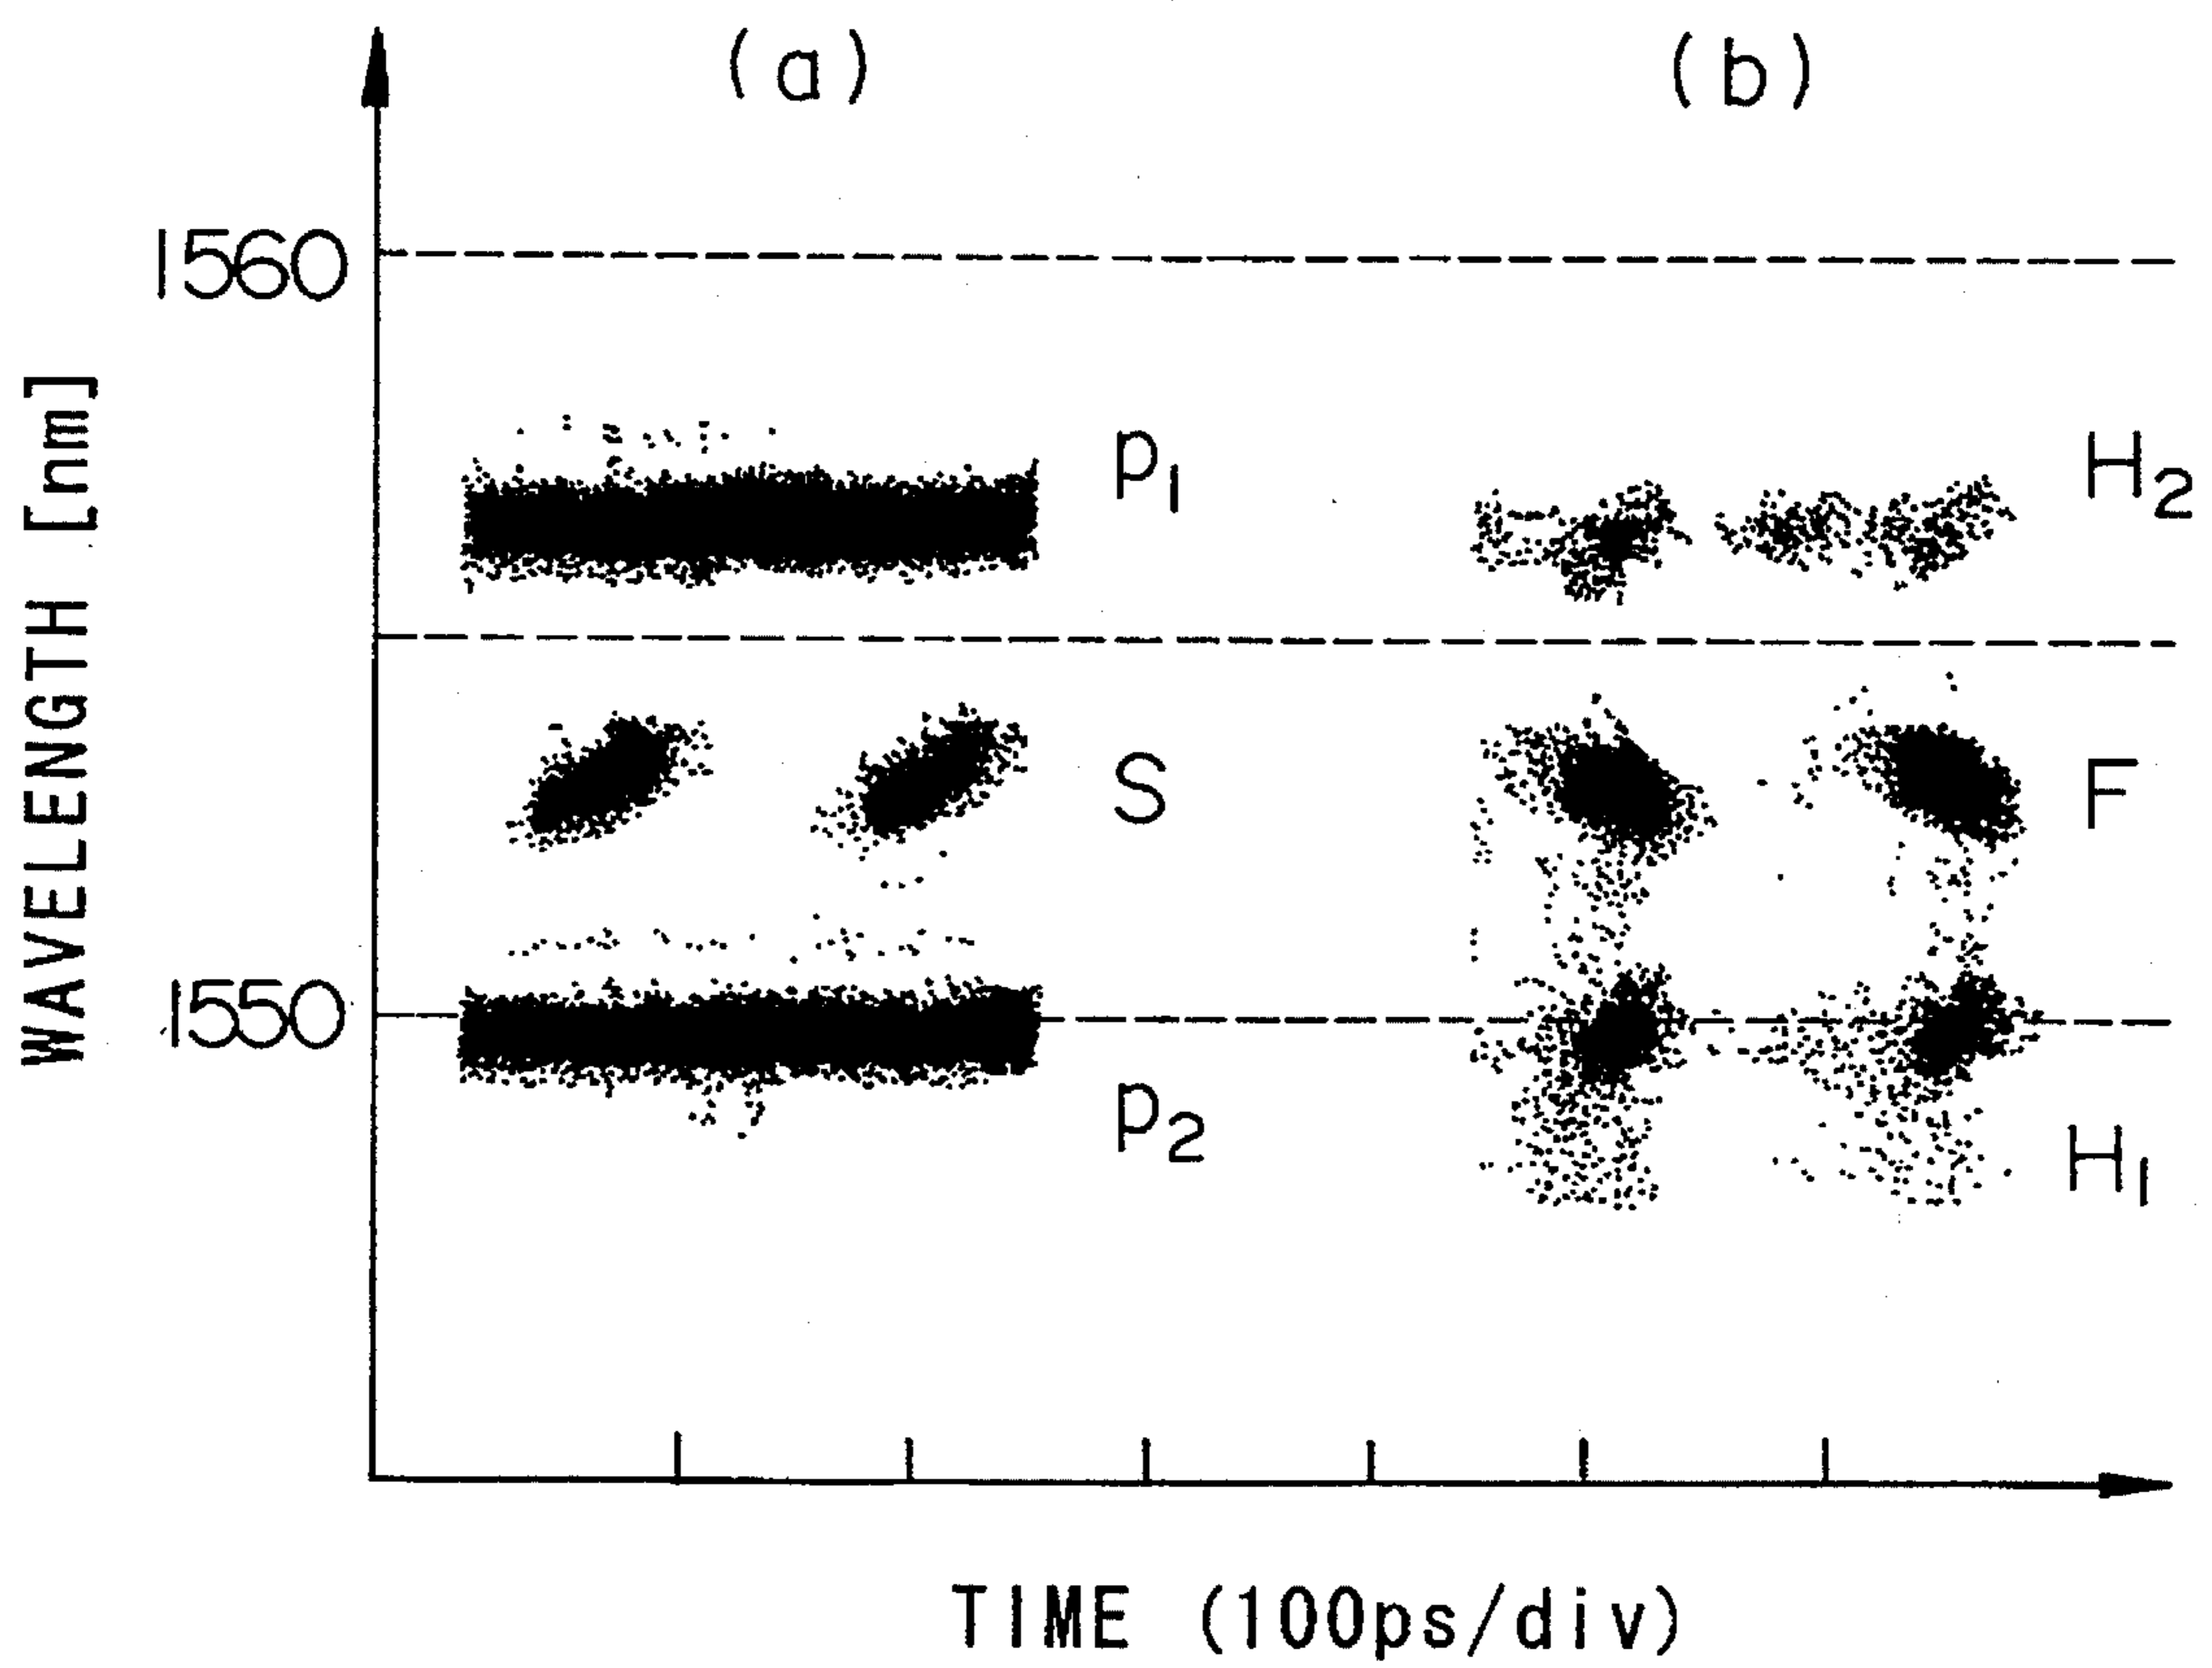 (a) (b)
1560
P1 H2
WAVELENGTH [nm]
S F
1550
P2 H1
TIME (100ps/div)